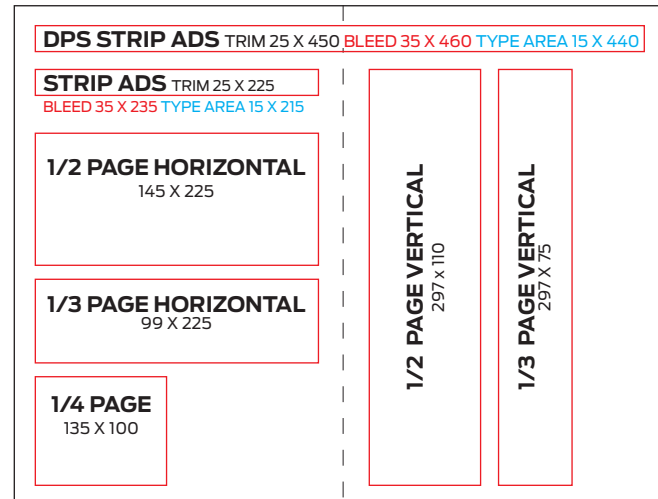 DPS STRIP ADS TRIM 25 X 450 BLEED 35 X 460 TYPE AREA 15 X 440
STRIP ADS TRIM 25 X 225
BLEED 35 X 235 TYPE AREA 15 X 215
1/2 PAGE HORIZONTAL
145 X 225
1/3 PAGE HORIZONTAL
99 X 225
1/4 PAGE
135 X 100
1/2 PAGE VERTICAL
297 x 110
1/3 PAGE VERTICAL
297 X 75